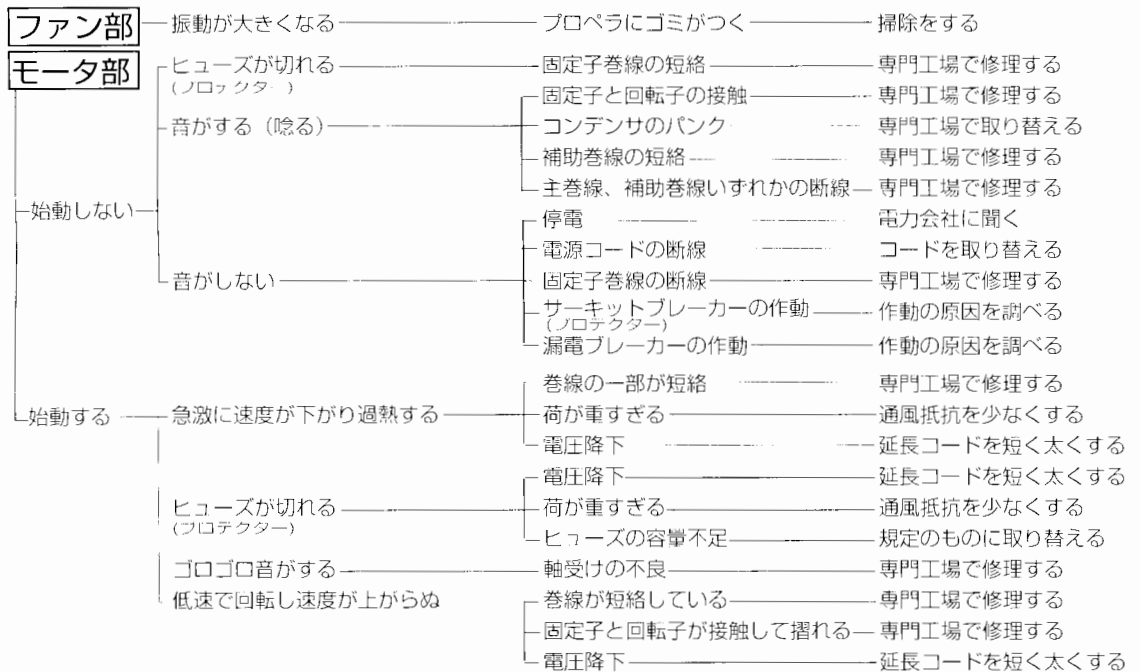 ファン部 振動が大きくなる プロペラにゴミがつく 掃除をする
モータ部 ヒューズが切れる 固定子巻線の短絡 専門工場で修理する
(プロテクター) 固定子と回転子の接触 専門工場で修理する
音がする（唸る） コンデンサのパンク 専門工場で取り替える
補助巻線の短絡 専門工場で修理する
主巻線、補助巻線いずれかの断線 専門工場で修理する
始動しない 停電 電力会社に聞く
電源コードの断線 コードを取り替える
音がしない 固定子巻線の断線 専門工場で修理する
サーキットブレーカーの作動 作動の原因を調べる
(プロテクター)
漏電ブレーカーの作動 作動の原因を調べる
巻線の一部が短絡 専門工場で修理する
始動する 急激に速度が下がり過熱する 荷が重すぎる 通風抵抗を少なくする
電圧降下 延長コードを短く太くする
電圧降下 延長コードを短く太くする
ヒューズが切れる 荷が重すぎる 通風抵抗を少なくする
(プロテクター) ヒューズの容量不足 規定のものに取り替える
ゴロゴロ音がする 軸受けの不良 専門工場で修理する
低速で回転し速度が上がらぬ 巻線が短絡している 専門工場で修理する
固定子と回転子が接触して摺れる 専門工場で修理する
電圧降下 延長コードを短く太くする